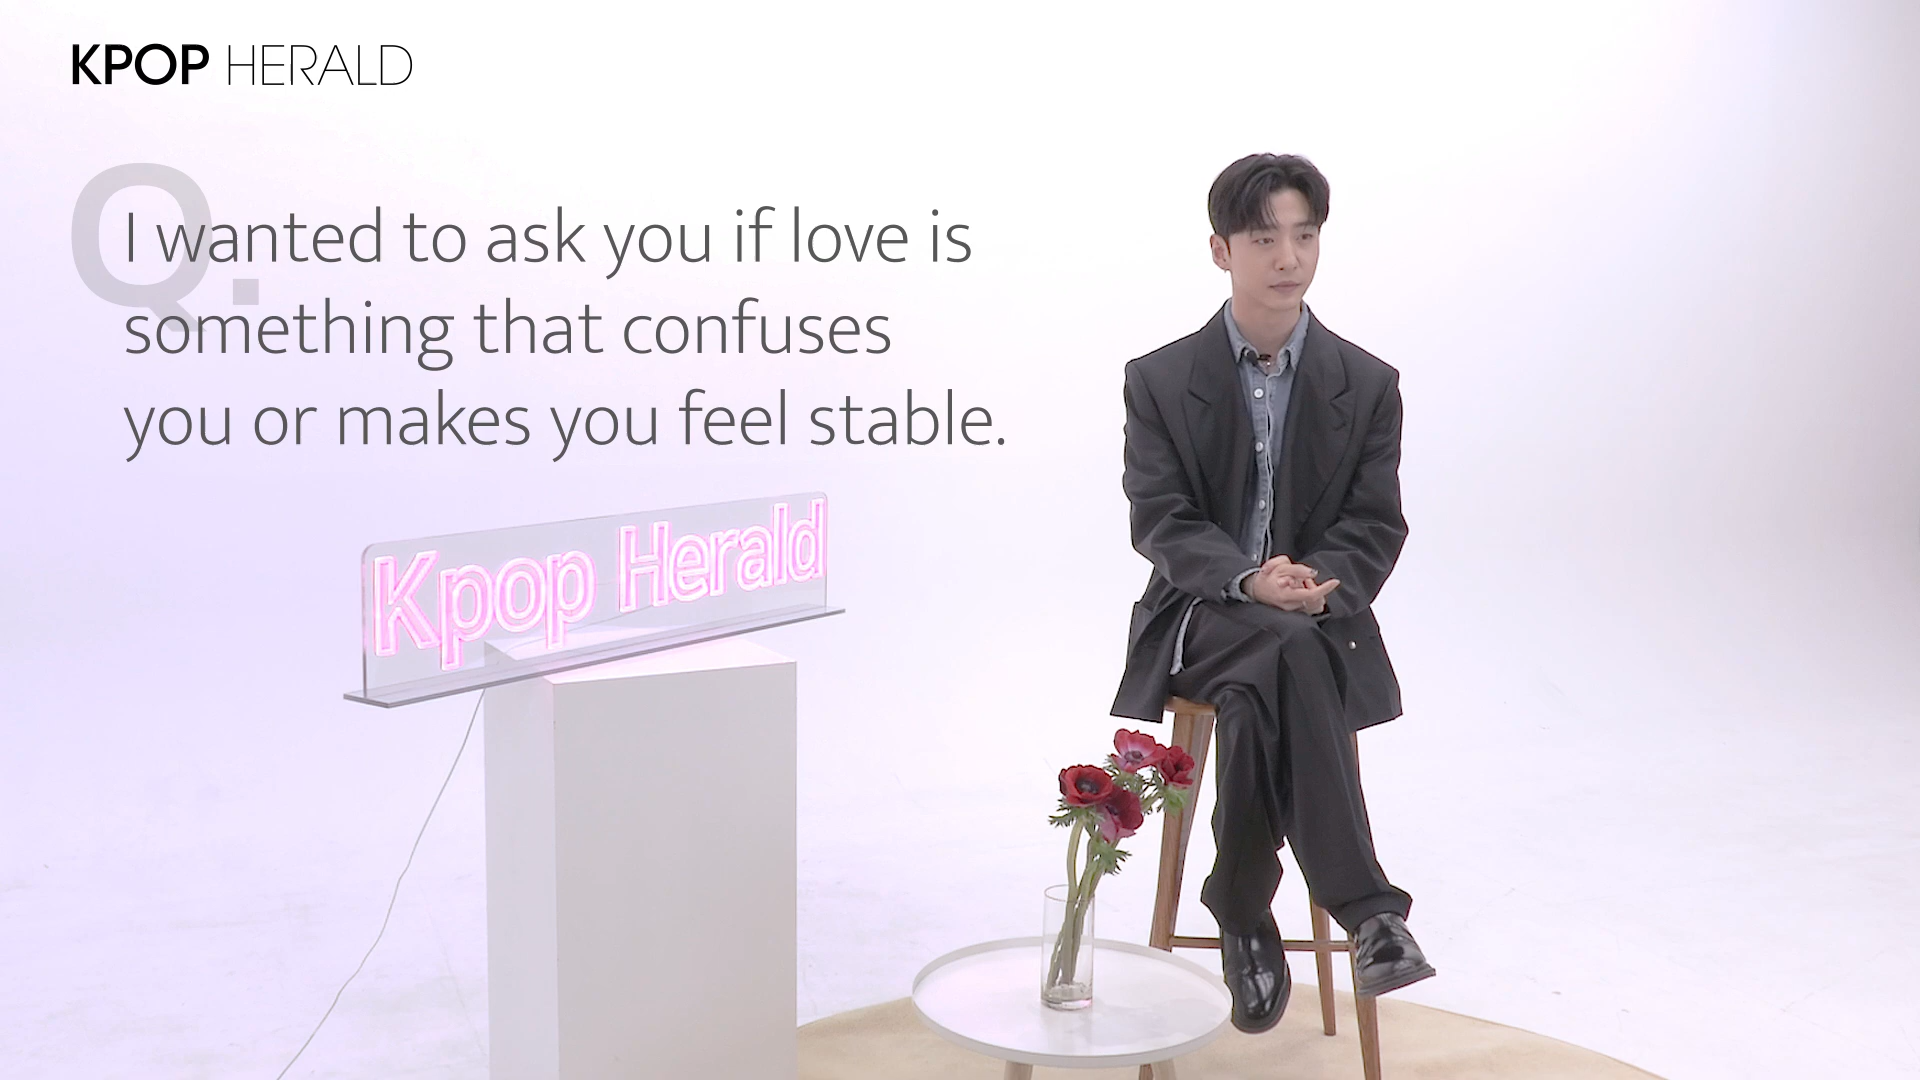 KPOP HERALD
Q.
I wanted to ask you if love is
something that confuses
you or makes you feel stable.
Kpop Herald